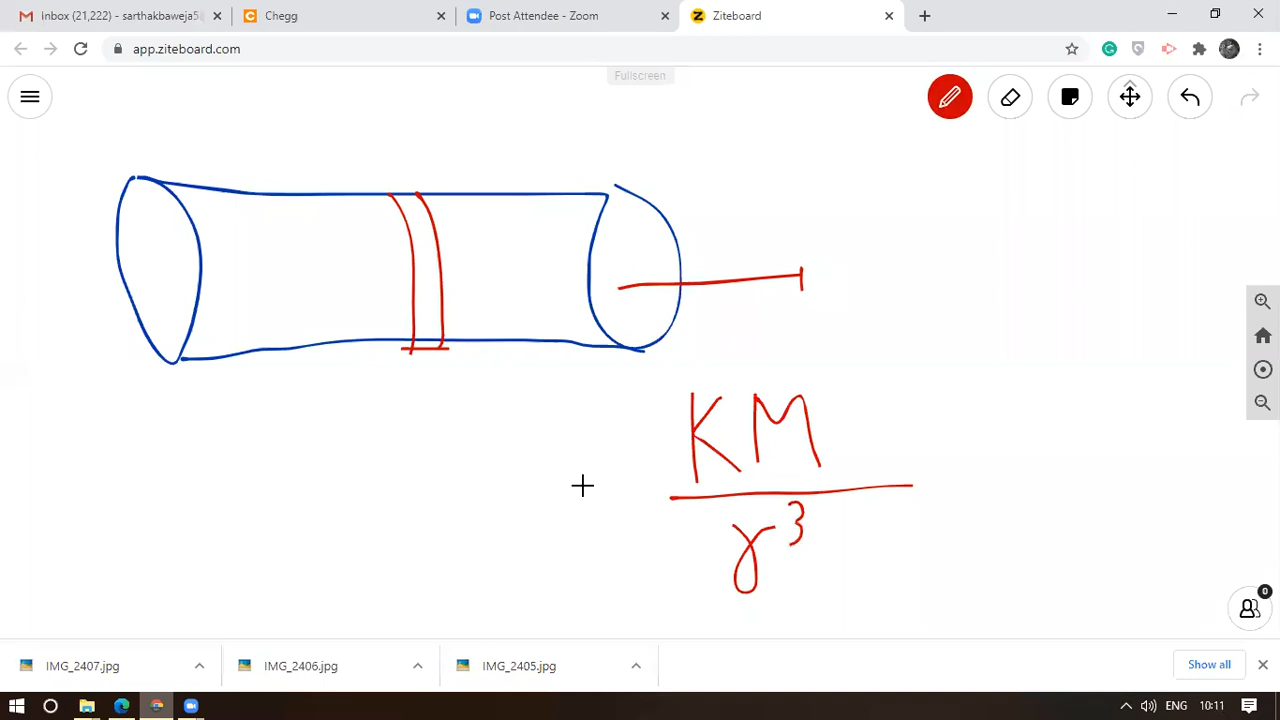 inbox (21,222) - sarthakbaweja5
Chegg
Post Attendee - Zoom
Ziteboard
app.ziteboard.com
Fullscreen
K M
r³
0
IMG_2407.jpg
IMG_2406.jpg
IMG_2405.jpg
Show all
ENG
10:11